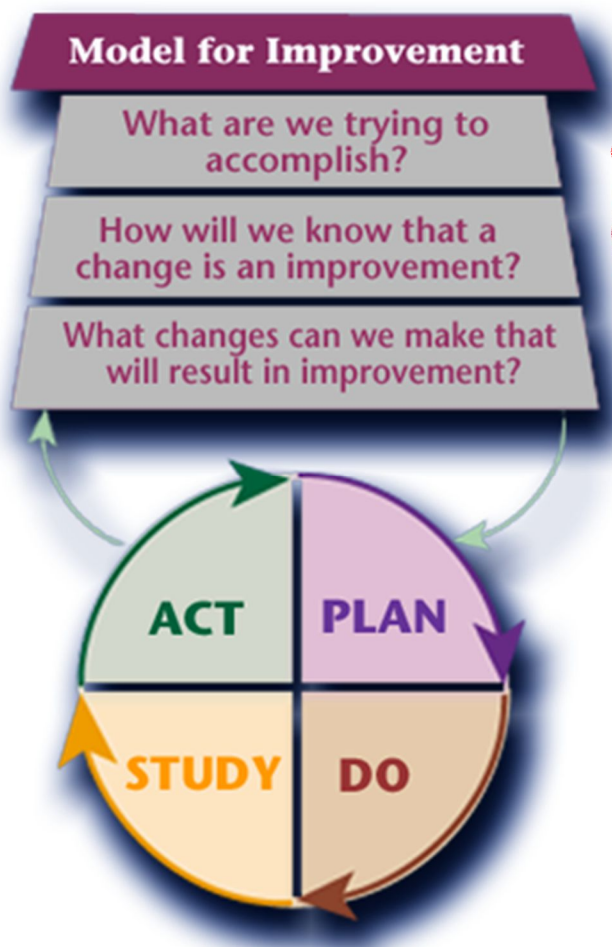 Model for Improvement
What are we trying to
accomplish?
How will we know that a
change is an improvement?
What changes can we make that
will result in improvement?
ACT
PLAN
STUDY
DO